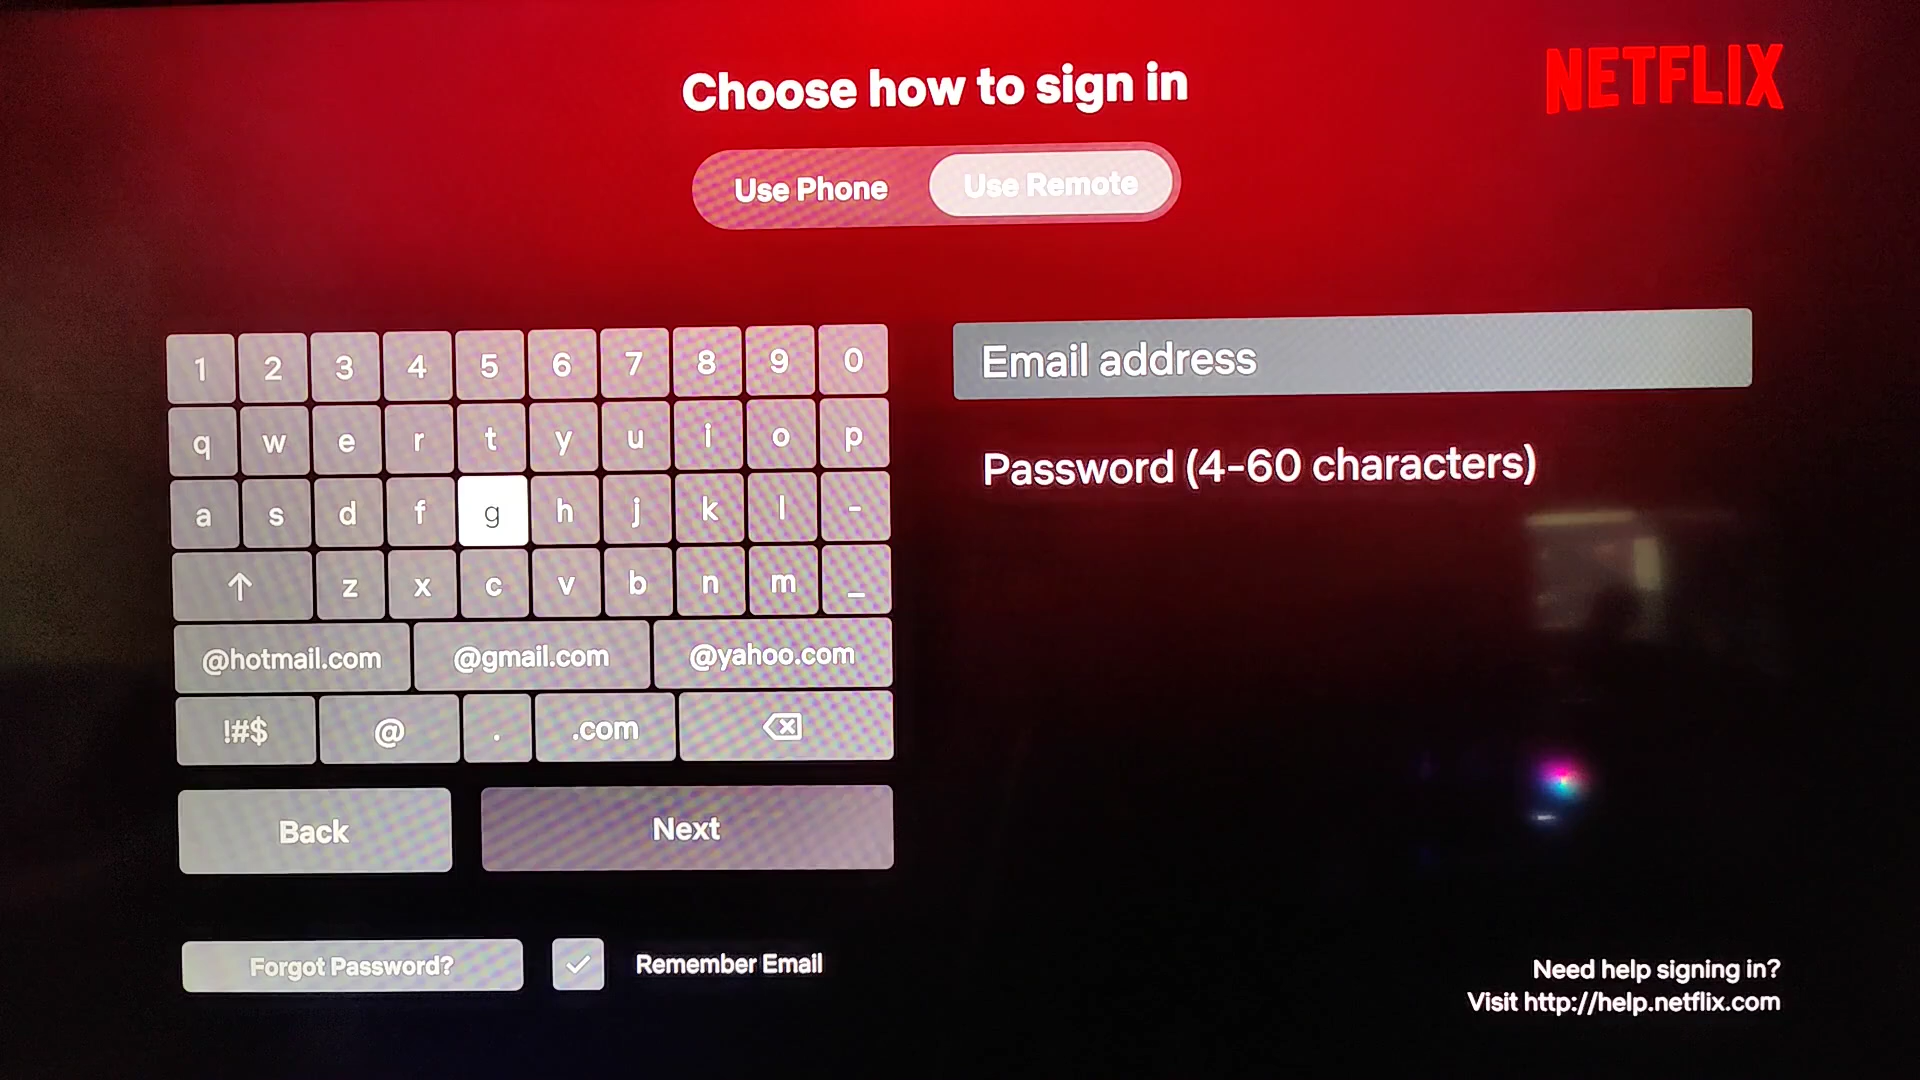 Choose how to sign in
NETFLIX
Use Phone Use Remote
1 2 3 4 5 6 7 8 9 0
q w e r t y u i o p
a s d f g h j k l -
↑ z x c v b n m _
@hotmail.com @gmail.com @yahoo.com
!#$ @ . .com
Back Next
Forgot Password? Remember Email
Email address
Password (4-60 characters)
Need help signing in?
Visit http://help.netflix.com